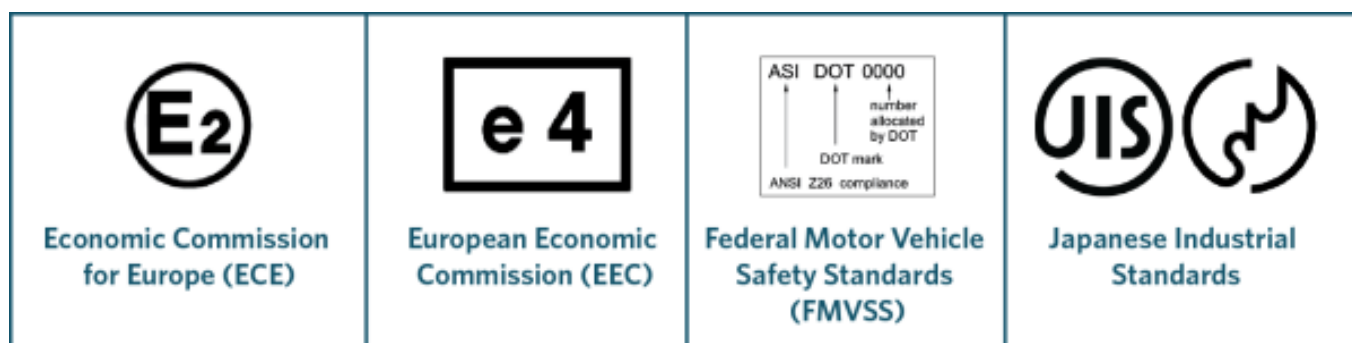 E2
Economic Commission
for Europe (ECE)
e 4
European Economic
Commission (EEC)
ASI DOT 0000
number
allocated
by DOT
DOT mark
ANSI Z26 compliance
Federal Motor Vehicle
Safety Standards
(FMVSS)
JIS
Japanese Industrial
Standards